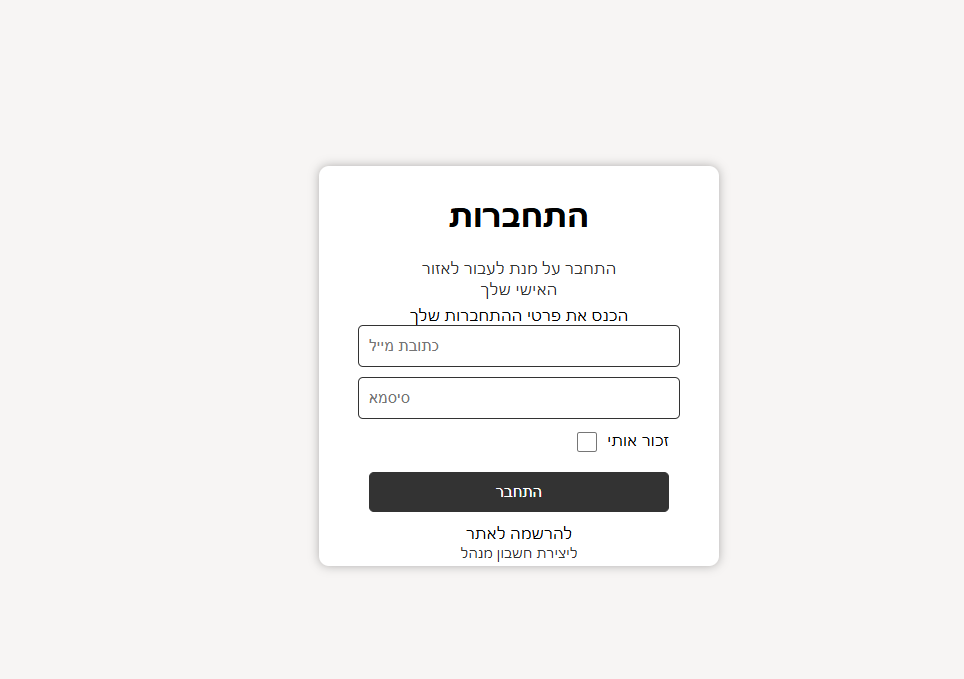 התחברות
התחבר על מנת לעבור לאזור
האישי שלך
הכנס את פרטי ההתחברות שלך
כתובת מייל
סיסמא
זכור אותי
התחבר
להרשמה לאתר
ליצירת חשבון מנהל